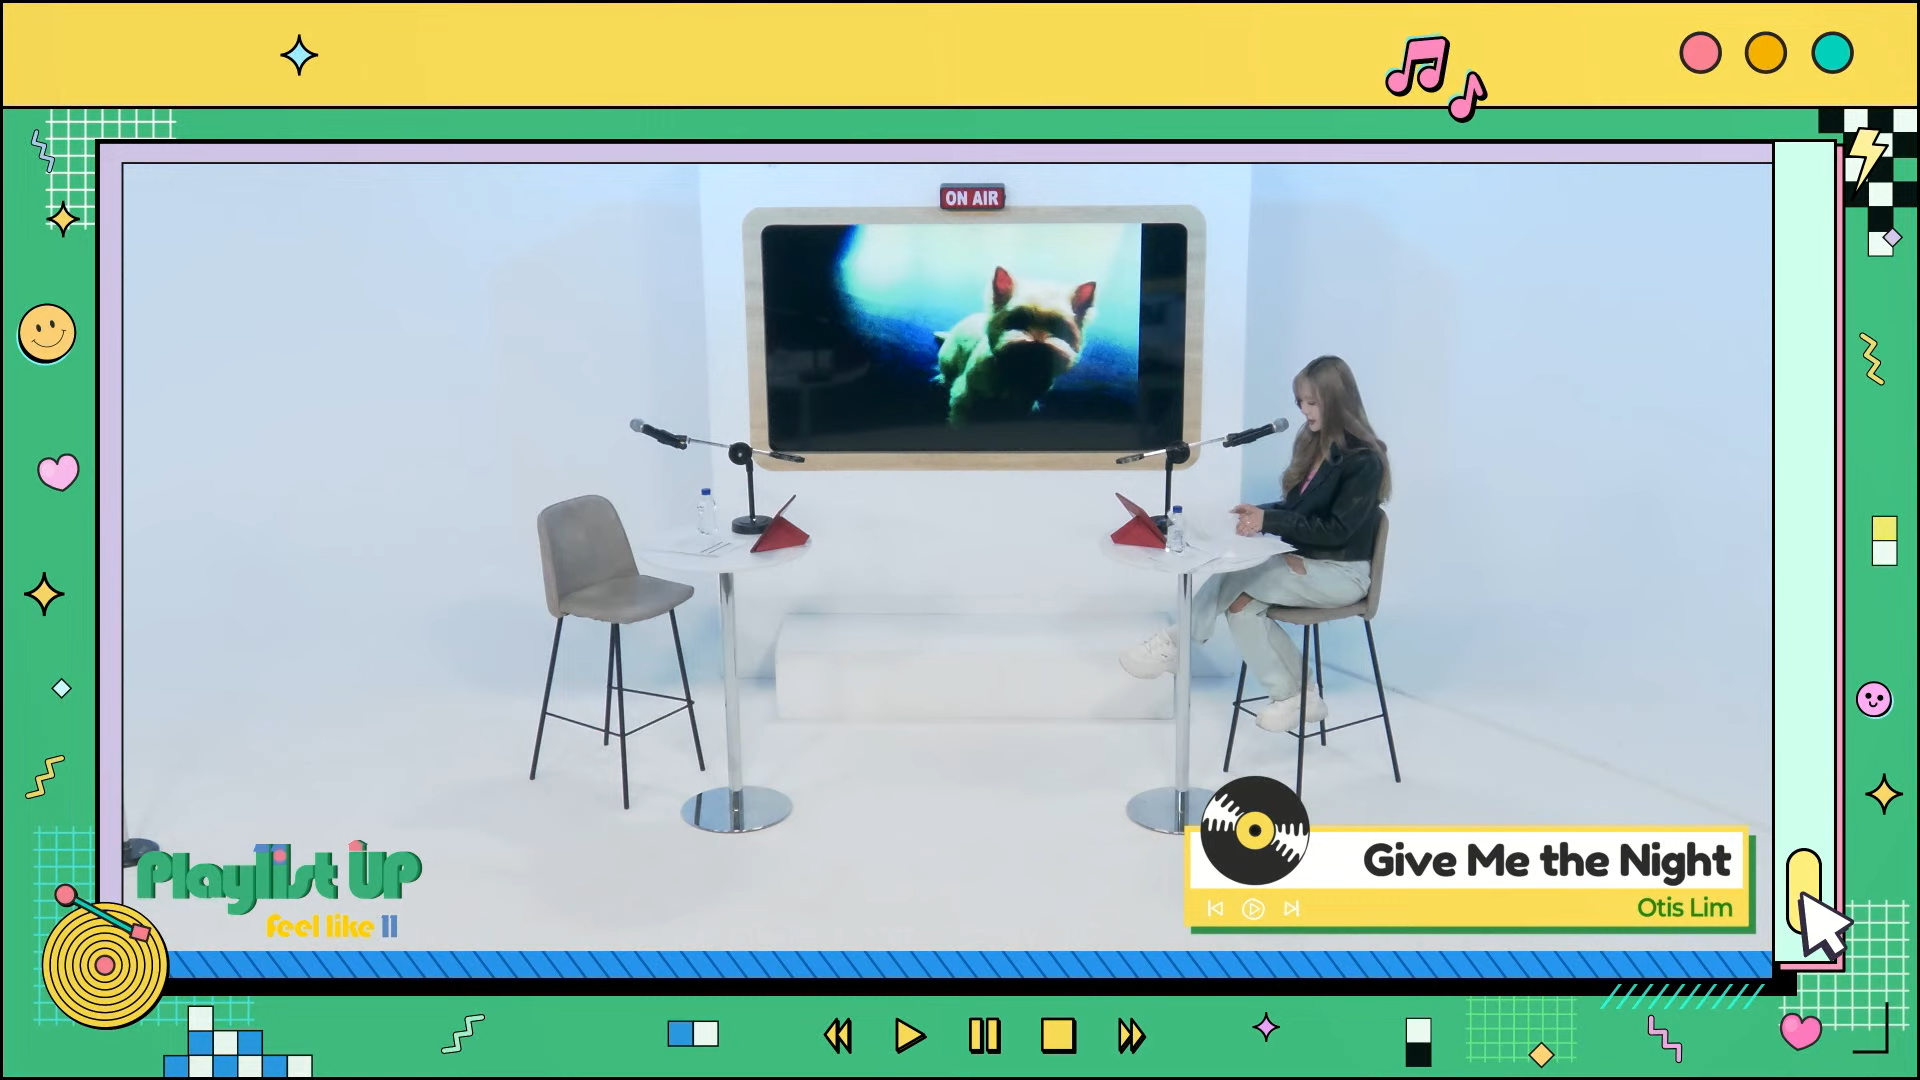 ON AIR
Playlist UP
feel like 11
Give Me the Night
Otis Lim